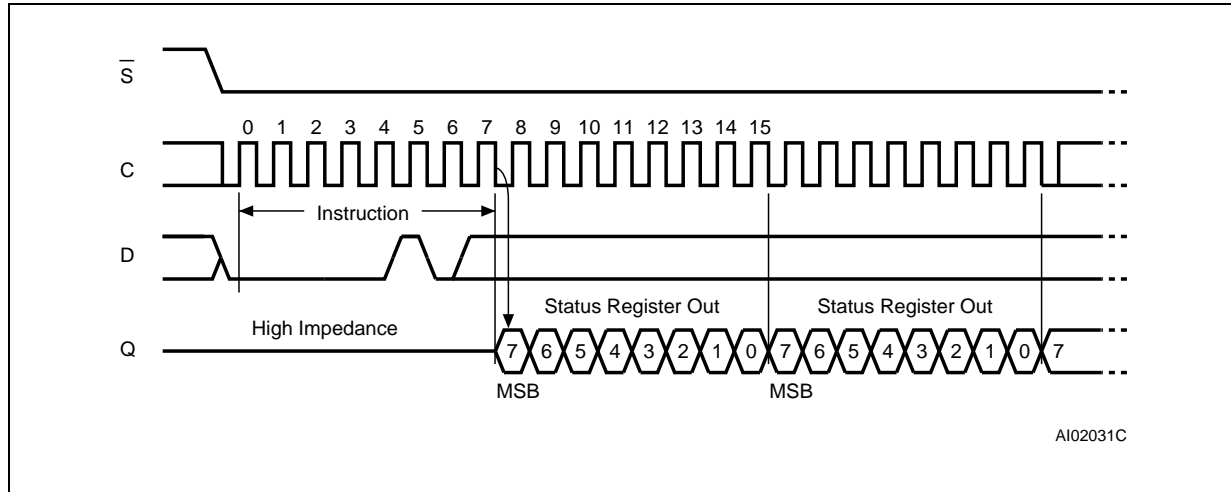 S
0 1 2 3 4 5 6 7 8 9 10 11 12 13 14 15
C
Instruction
D
Status Register Out Status Register Out
High Impedance
Q 7 6 5 4 3 2 1 0 7 6 5 4 3 2 1 0 7
MSB MSB
AI02031C